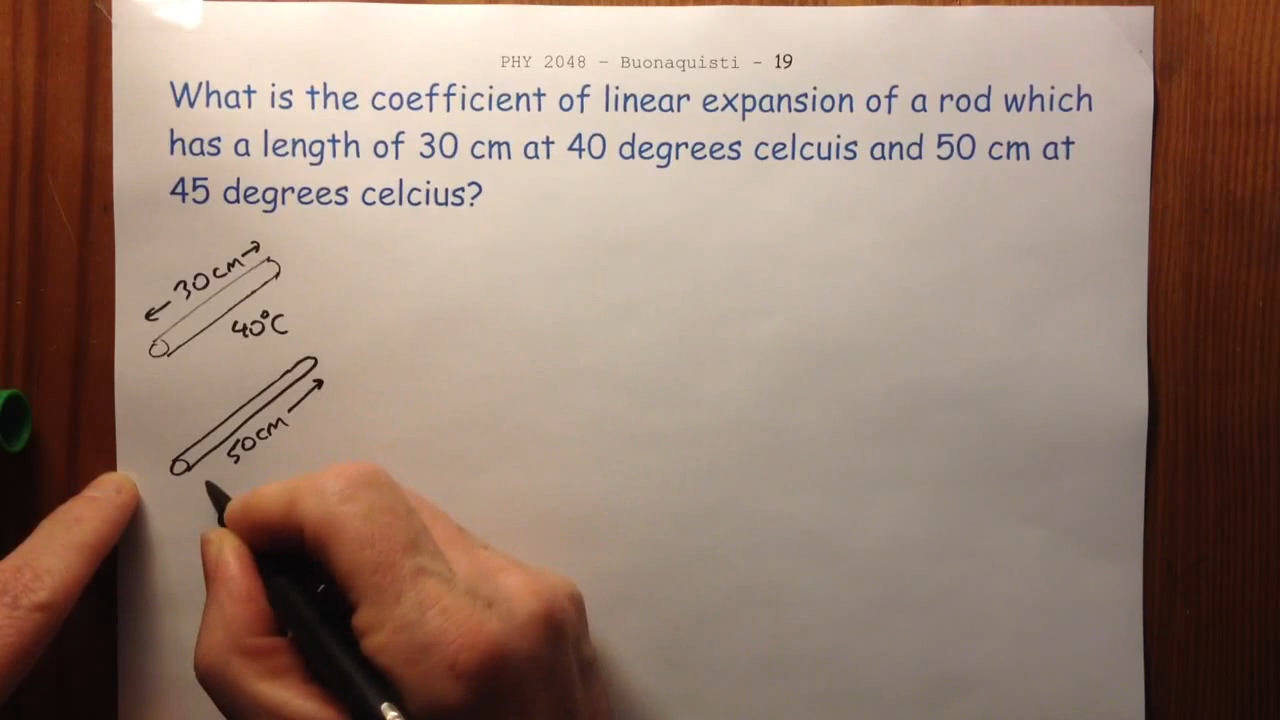 PHY 2048 – Buonaquisti – 19
What is the coefficient of linear expansion of a rod which
has a length of 30 cm at 40 degrees celcuis and 50 cm at
45 degrees celcius?
30cm
40°C
50cm